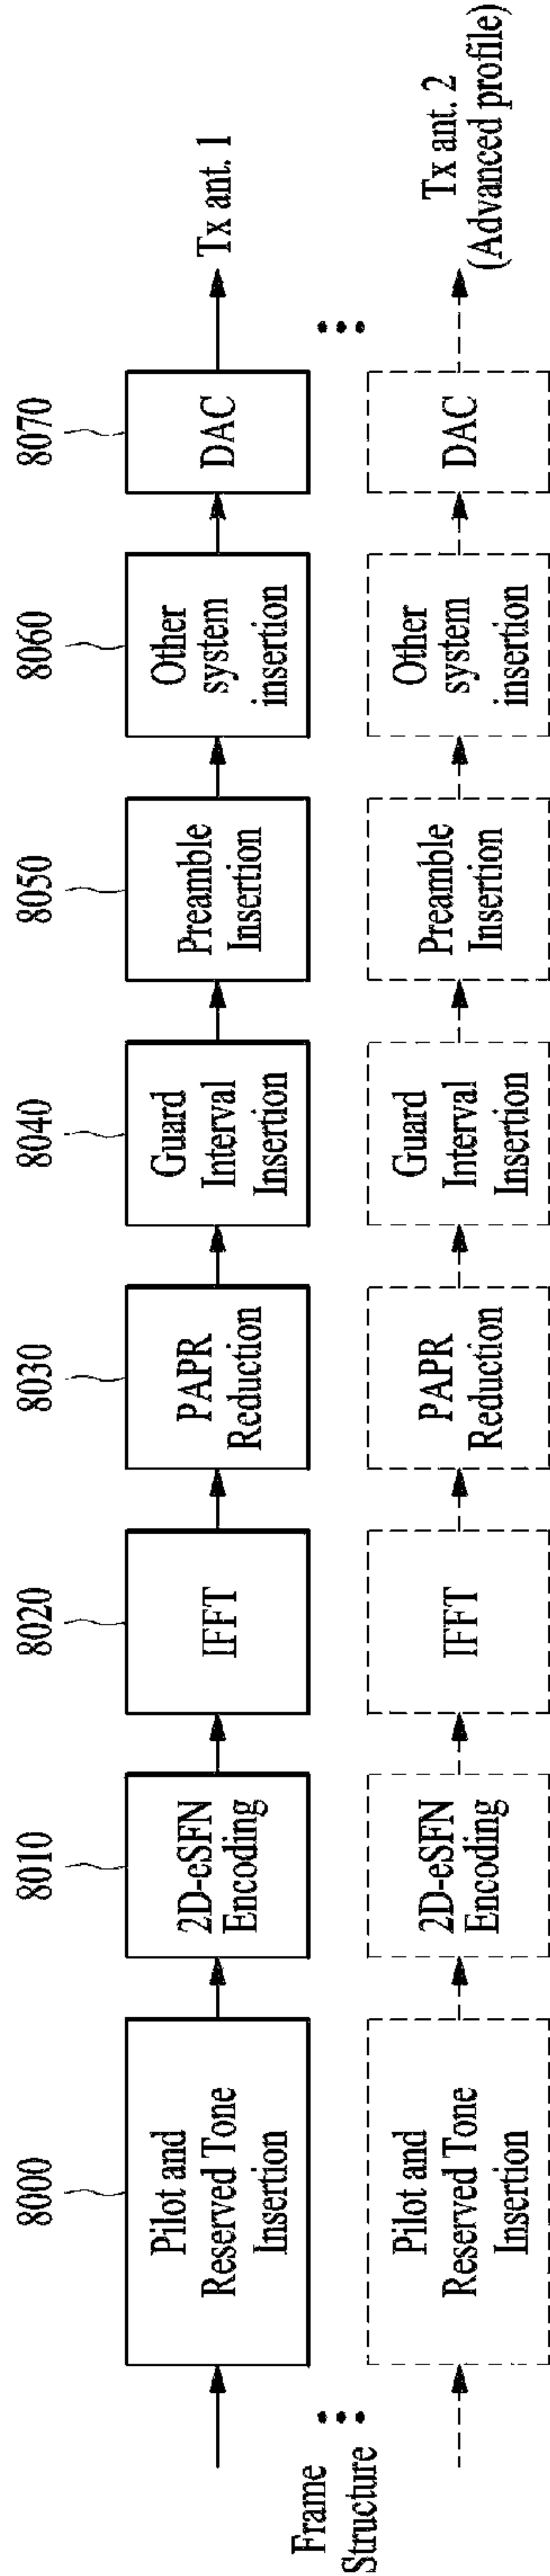 8000
8010
8020
8030
8040
8050
8060
8070
Pilot and
Reserved Tone
Insertion
2D-eSFN
Encoding
IFFT
PAPR
Reduction
Guard
Interval
Insertion
Preamble
Insertion
Other
system
insertion
DAC
Tx ant. 1
Frame
Structure
Pilot and
Reserved Tone
Insertion
2D-eSFN
Encoding
IFFT
PAPR
Reduction
Guard
Interval
Insertion
Preamble
Insertion
Other
system
insertion
DAC
Tx ant. 2
(Advanced profile)